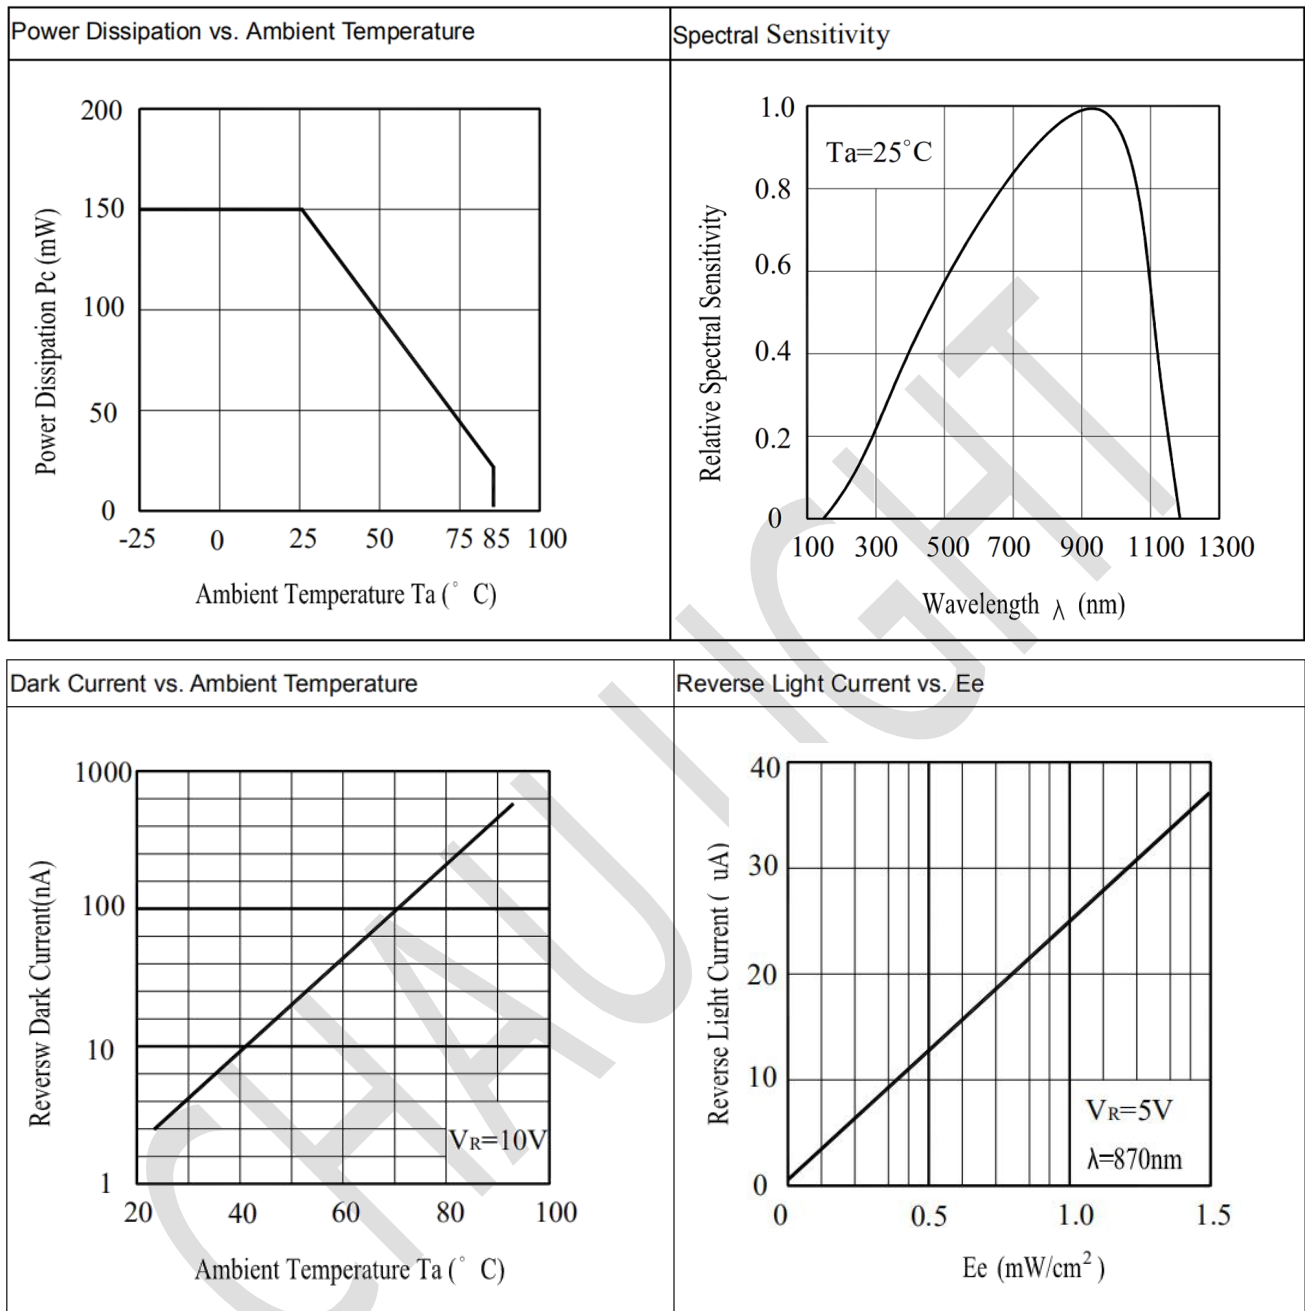 Power Dissipation vs. Ambient Temperature
Spectral Sensitivity
200
150
100
50
0
-25 0 25 50 75 85 100
Power Dissipation Pc (mW)
Ambient Temperature Ta (° C)
1.0
0.8
0.6
0.4
0.2
0
Ta=25°C
100 300 500 700 900 1100 1300
Relative Spectral Sensitivity
Wavelength λ (nm)
Dark Current vs. Ambient Temperature
Reverse Light Current vs. Ee
1000
100
10
1
VR=10V
20 40 60 80 100
Reversw Dark Current(nA)
Ambient Temperature Ta (° C)
40
30
20
10
0
VR=5V
λ=870nm
0 0.5 1.0 1.5
Reverse Light Current ( uA)
Ee (mW/cm²)
CHAU IGHT